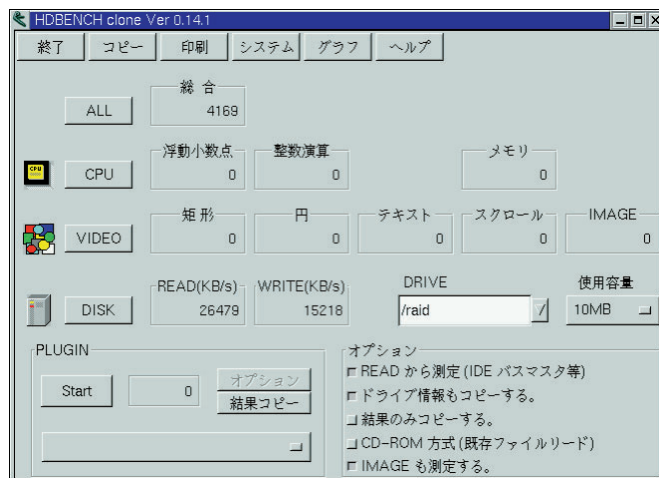 HDBENCH clone Ver 0.14.1
終了 コピー 印刷 システム グラフ ヘルプ
総合
ALL 4169
浮動小数点 整数演算 メモリ
CPU CPU 0 0 0
矩形 円 テキスト スクロール IMAGE
VIDEO 0 0 0 0 0
READ(KB/s) WRITE(KB/s) DRIVE 使用容量
DISK 26479 15218 /raid / 10MB
PLUGIN
Start 0 オプション
結果コピー
オプション
READ から測定(IDE バスマスタ等)
ドライブ情報もコピーする。
結果のみコピーする。
CD-ROM 方式(既存ファイルリード)
IMAGE も測定する。